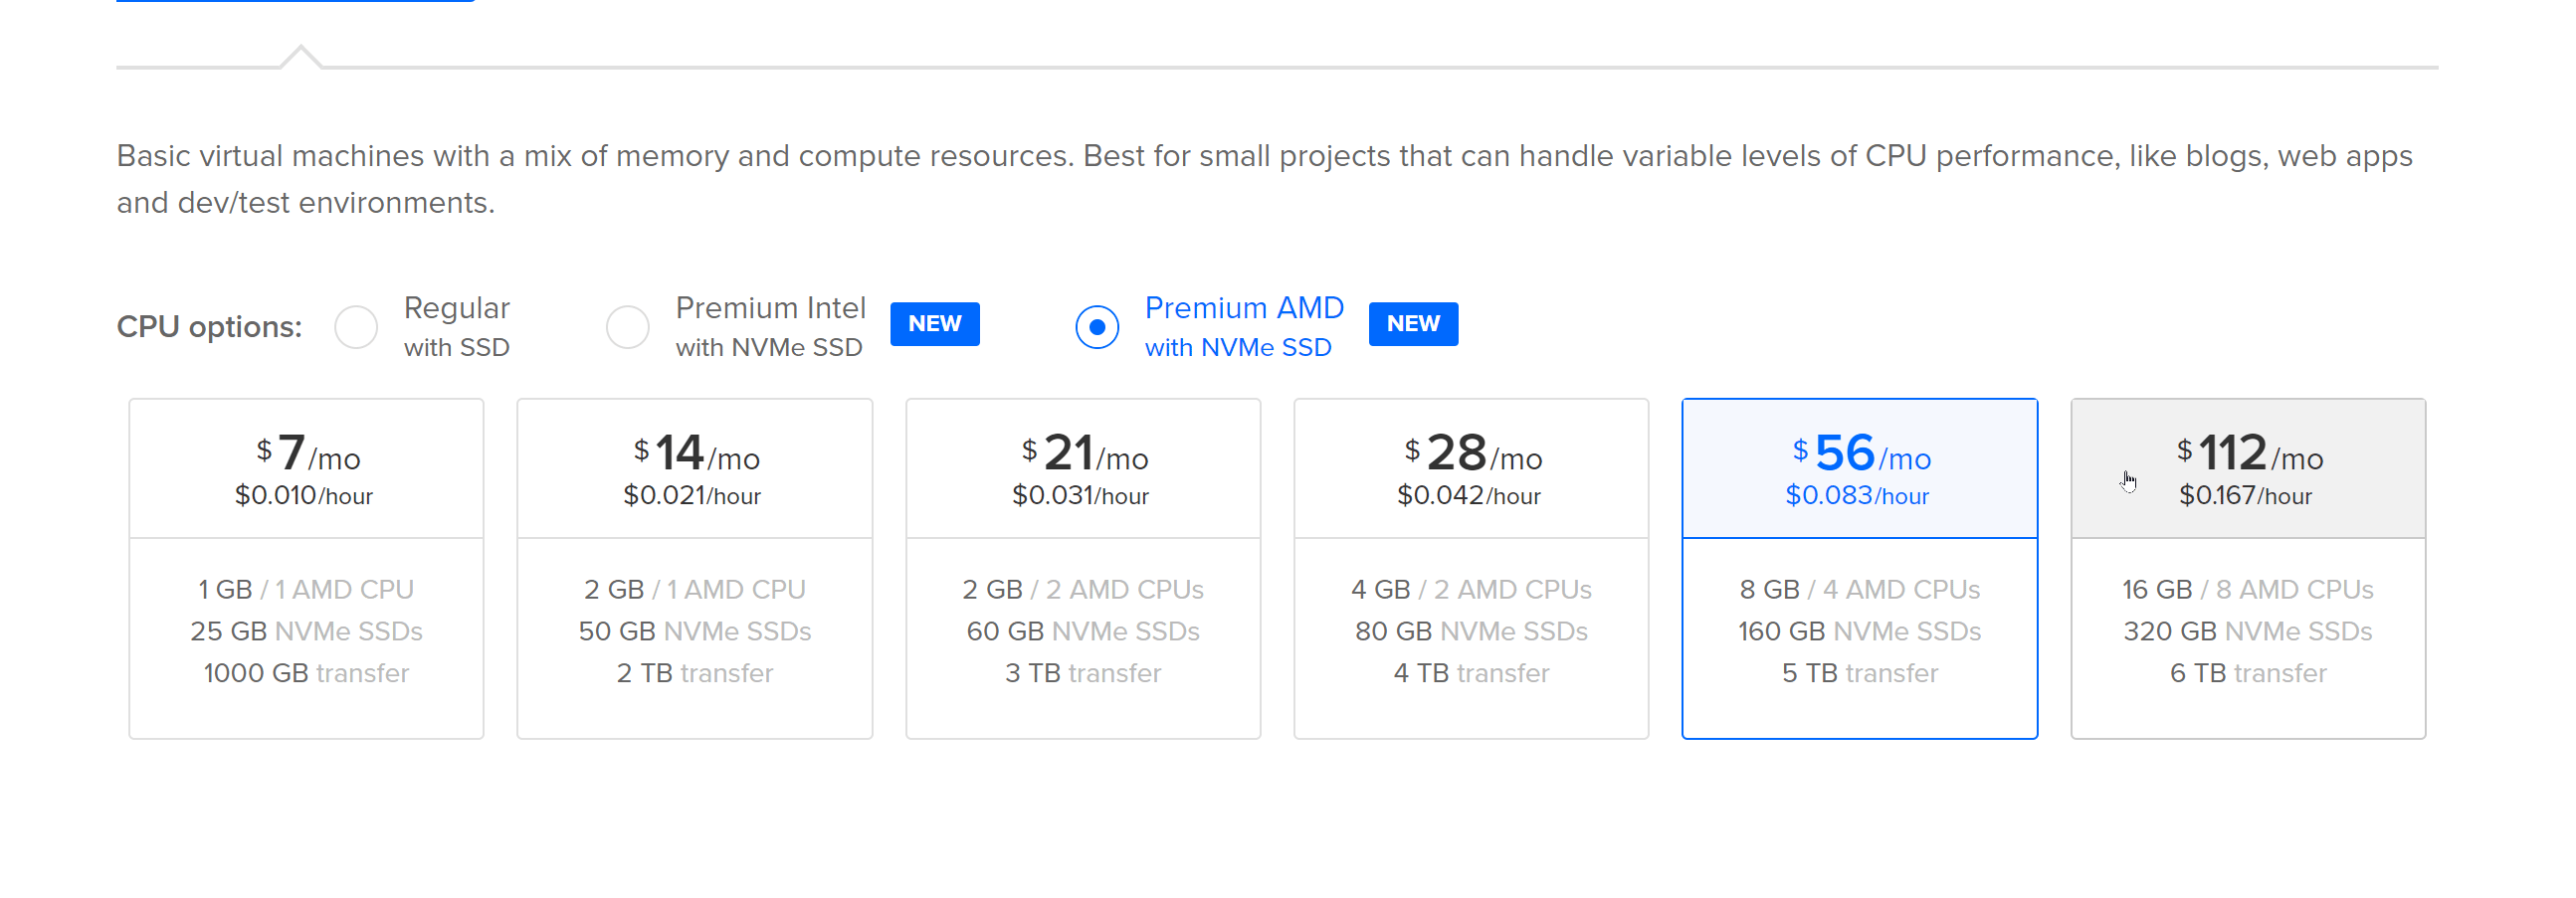 Basic virtual machines with a mix of memory and compute resources. Best for small projects that can handle variable levels of CPU performance, like blogs, web apps
and dev/test environments.
CPU options:
Regular
with SSD
Premium Intel
with NVMe SSD
NEW
Premium AMD
with NVMe SSD
NEW
$7/mo
$0.010/hour
1 GB / 1 AMD CPU
25 GB NVMe SSDs
1000 GB transfer
$14/mo
$0.021/hour
2 GB / 1 AMD CPU
50 GB NVMe SSDs
2 TB transfer
$21/mo
$0.031/hour
2 GB / 2 AMD CPUs
60 GB NVMe SSDs
3 TB transfer
$28/mo
$0.042/hour
4 GB / 2 AMD CPUs
80 GB NVMe SSDs
4 TB transfer
$56/mo
$0.083/hour
8 GB / 4 AMD CPUs
160 GB NVMe SSDs
5 TB transfer
$112/mo
$0.167/hour
16 GB / 8 AMD CPUs
320 GB NVMe SSDs
6 TB transfer